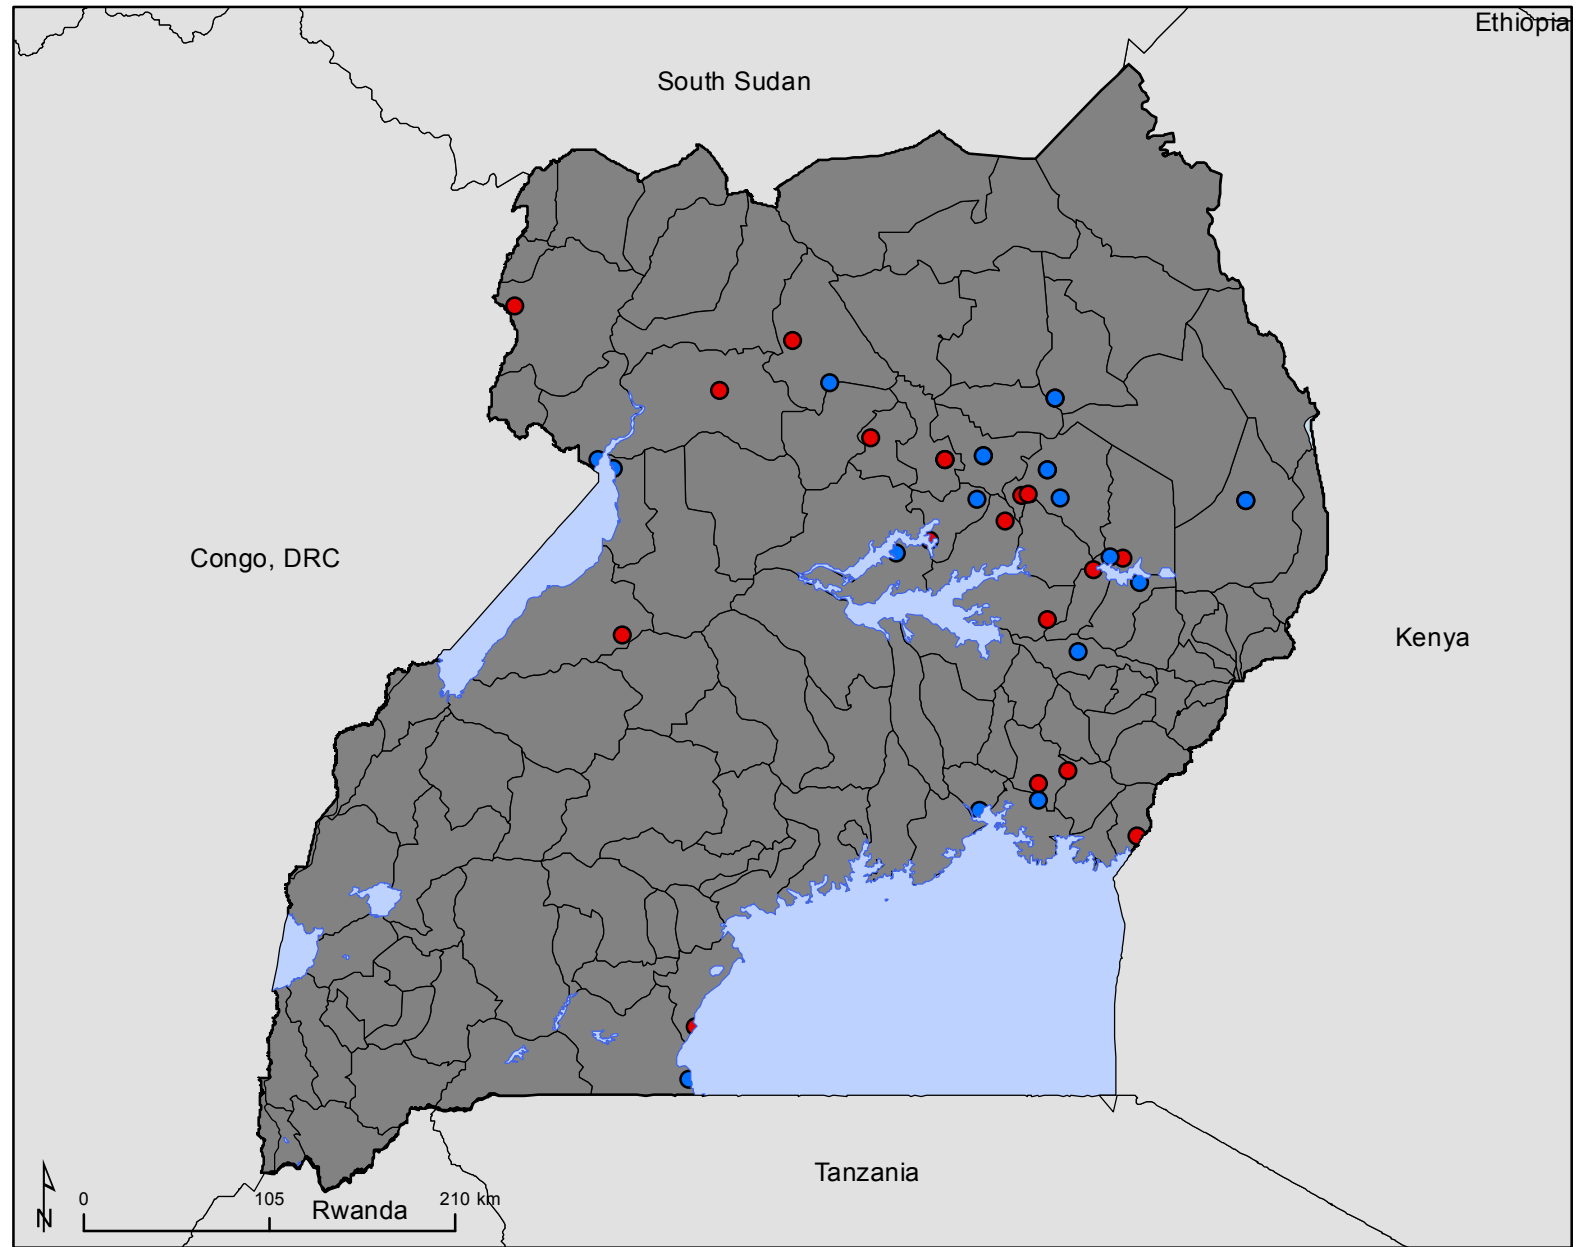 Ethiopia
South Sudan
Congo, DRC
Kenya
Tanzania
0 105 210 km
N
Rwanda